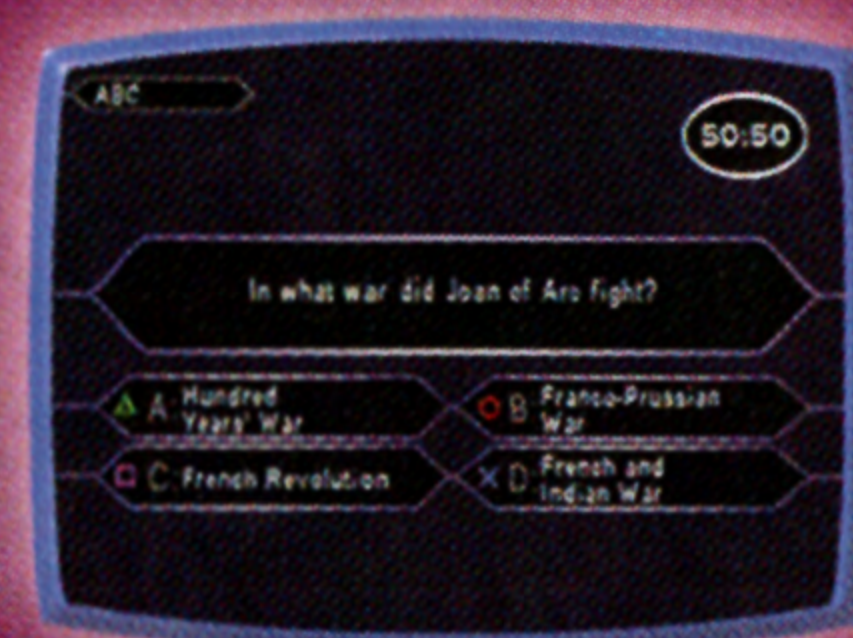 ABC
50:50
In what war did Joan of Arc fight?
A: Hundred
Years' War
B: Franco-Prussian
War
C: French Revolution
D: French and
Indian War